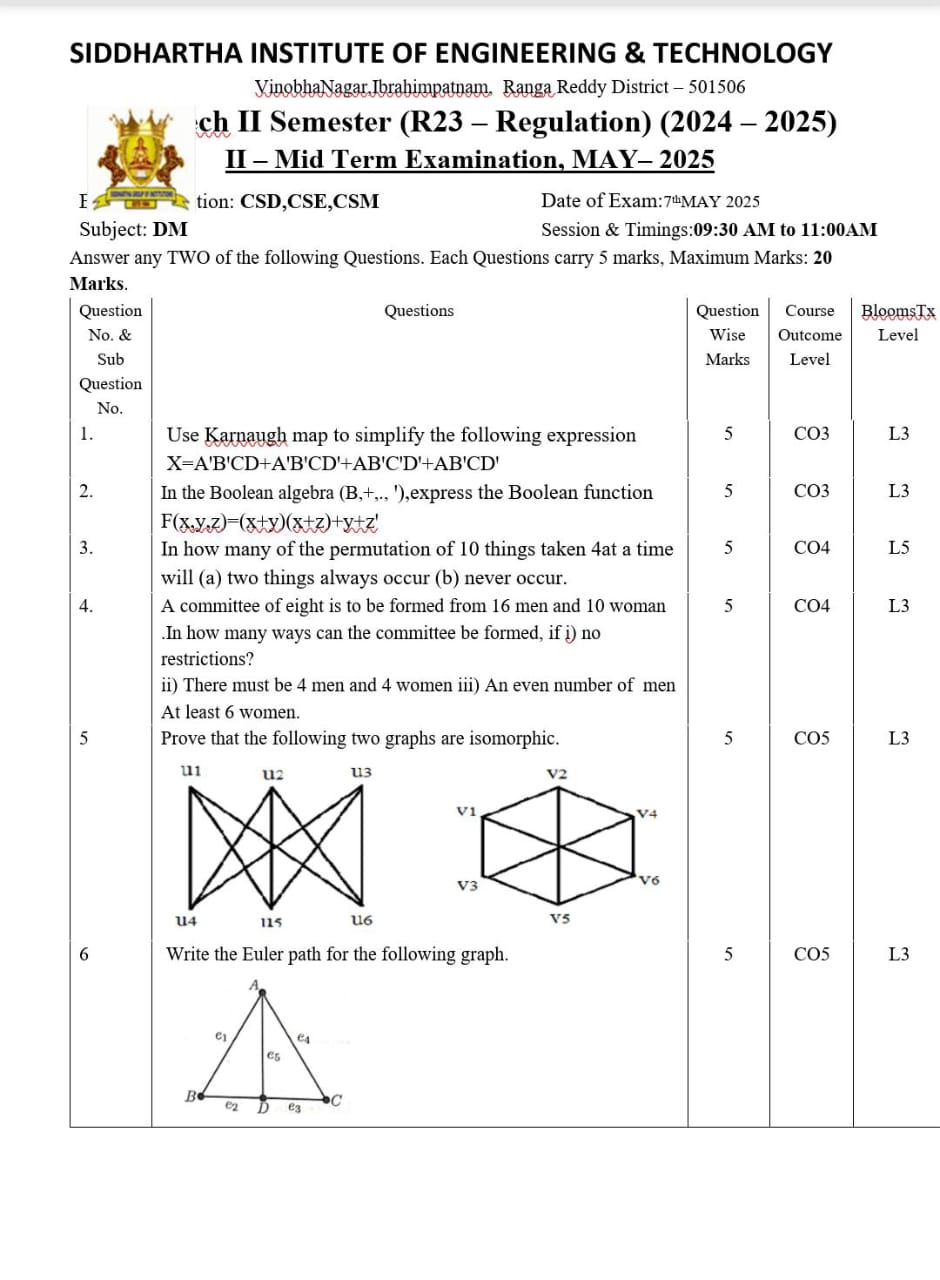 SIDDHARTHA INSTITUTE OF ENGINEERING & TECHNOLOGY
VinobhaNagar.Ibrahimpatnam, Ranga Reddy District – 501506
ch II Semester (R23 – Regulation) (2024 – 2025)
II – Mid Term Examination, MAY– 2025
tion: CSD,CSE,CSM Date of Exam:7thMAY 2025
Subject: DM Session & Timings:09:30 AM to 11:00AM
Answer any TWO of the following Questions. Each Questions carry 5 marks, Maximum Marks: 20
Marks.
Question Questions Question Course BloomsTx
No. & Wise Outcome Level
Sub Marks Level
Question
No.
1. Use Karnaugh map to simplify the following expression 5 CO3 L3
X=A'B'CD+A'B'CD'+AB'C'D'+AB'CD'
2. In the Boolean algebra (B,+,., '),express the Boolean function 5 CO3 L3
F(x,y,z)=(x+y)(x+z)+y+z'
3. In how many of the permutation of 10 things taken 4at a time 5 CO4 L5
will (a) two things always occur (b) never occur.
4. A committee of eight is to be formed from 16 men and 10 woman 5 CO4 L3
.In how many ways can the committee be formed, if i) no
restrictions?
ii) There must be 4 men and 4 women iii) An even number of men
At least 6 women.
5 Prove that the following two graphs are isomorphic. 5 CO5 L3
u1 u2 u3 V2
V1 V4
V3 V6
u4 u5 u6 V5
6 Write the Euler path for the following graph. 5 CO5 L3
A
e1 e4
e5
B e2 D e3 C